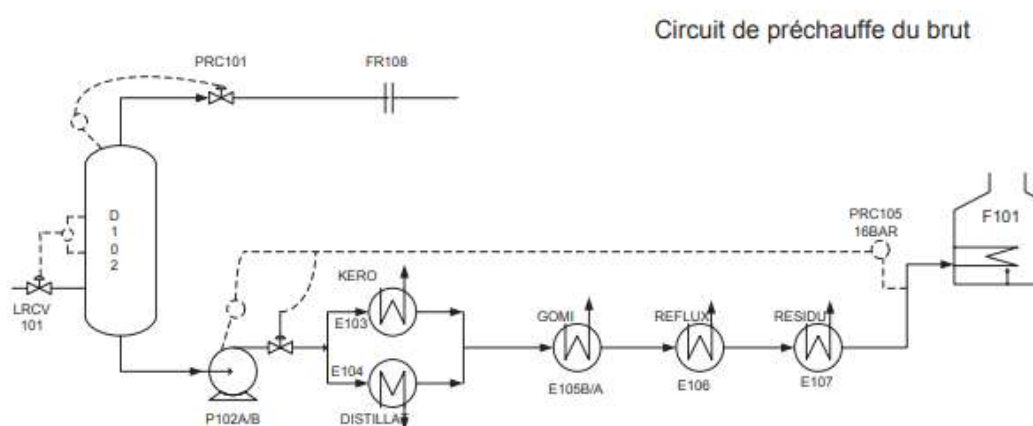 Circuit de préchauffe du brut
PRC101
FR108
D
1
0
2
LRCV
101
P102A/B
KERO
E103
E104
DISTILLAT
GOMI
E105B/A
REFLUX
E106
RESIDU
E107
PRC105
16BAR
F101